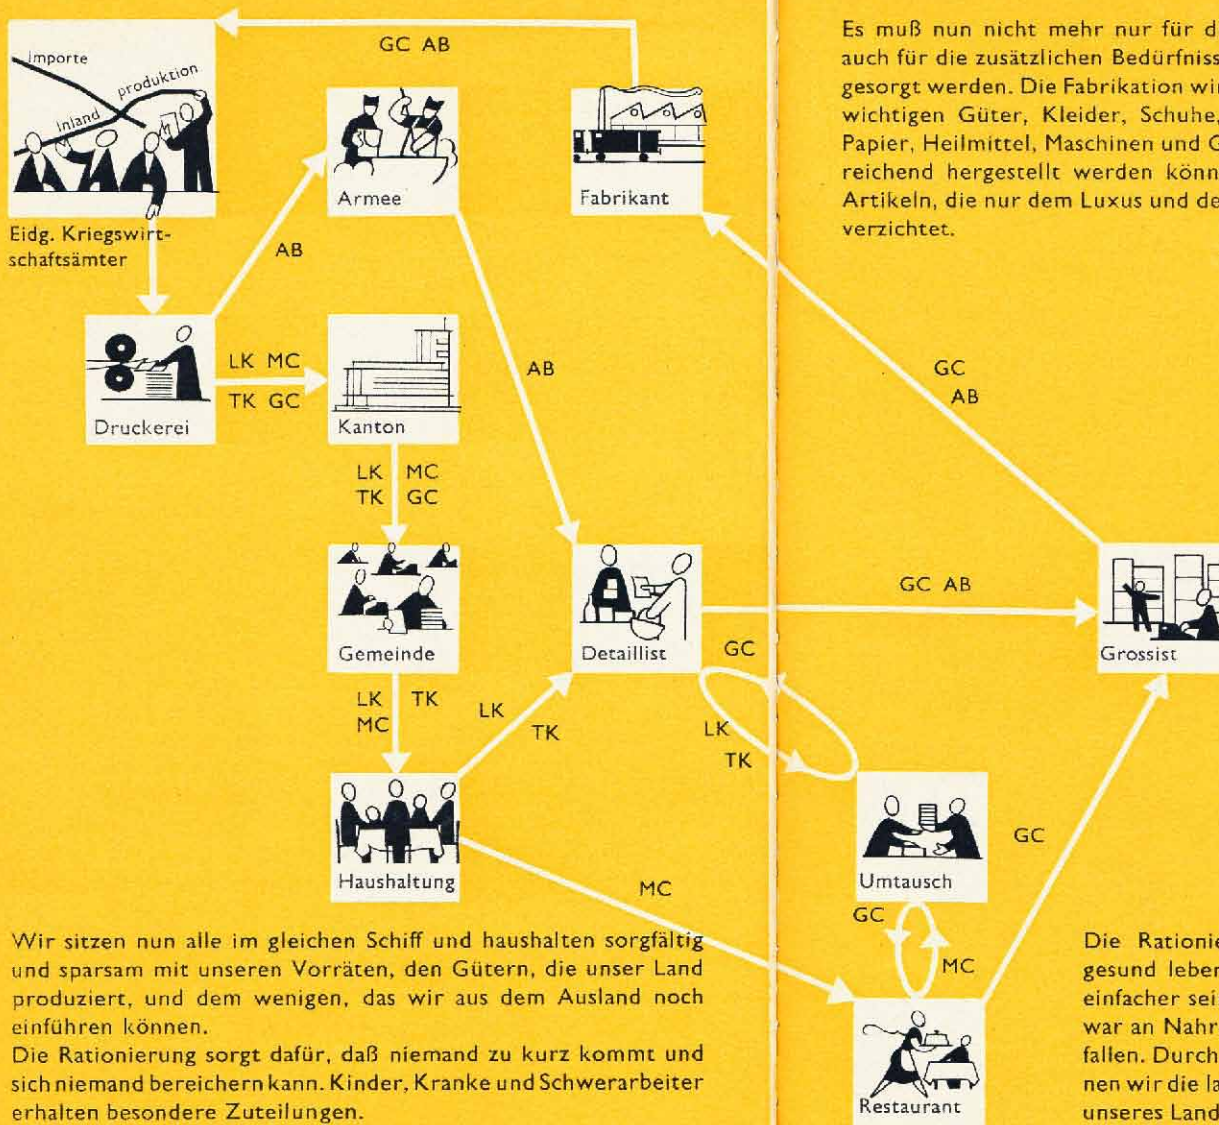 importe
produktion
inland
Eidg. Kriegswirt-
schaftsämter
GC AB
Armee
Fabrikant
AB
Druckerei
LK MC
TK GC
Kanton
AB
GC
AB
LK MC
TK GC
Gemeinde
Detaillist
GC AB
Grossist
LK TK
MC
LK
TK
GC
LK
TK
Haushaltung
MC
Umtausch
GC
GC
MC
Restaurant
Es muß nun nicht mehr nur für d
auch für die zusätzlichen Bedürfniss
gesorgt werden. Die Fabrikation wir
wichtigen Güter, Kleider, Schuhe,
Papier, Heilmittel, Maschinen und G
reichend hergestellt werden könn
Artikeln, die nur dem Luxus und de
verzichtet.
Wir sitzen nun alle im gleichen Schiff und haushalten sorgfältig
und sparsam mit unseren Vorräten, den Gütern, die unser Land
produziert, und dem wenigen, das wir aus dem Ausland noch
einführen können.
Die Rationierung sorgt dafür, daß niemand zu kurz kommt und
sich niemand bereichern kann. Kinder, Kranke und Schwerarbeiter
erhalten besondere Zuteilungen.
Die Rationie
gesund leben
einfacher sei
war an Nahr
fallen. Durch
nen wir die la
unseres Land